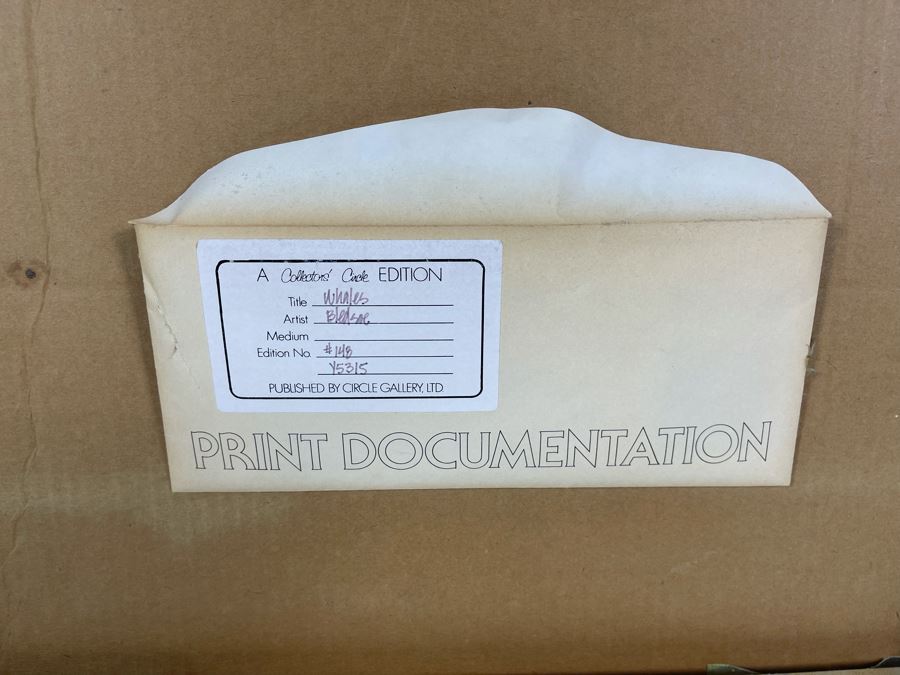 A Collectors' Circle EDITION
Title Whales
Artist Bledsoe
Medium
Edition No. #148
Y5315
PUBLISHED BY CIRCLE GALLERY, LTD
PRINT DOCUMENTATION